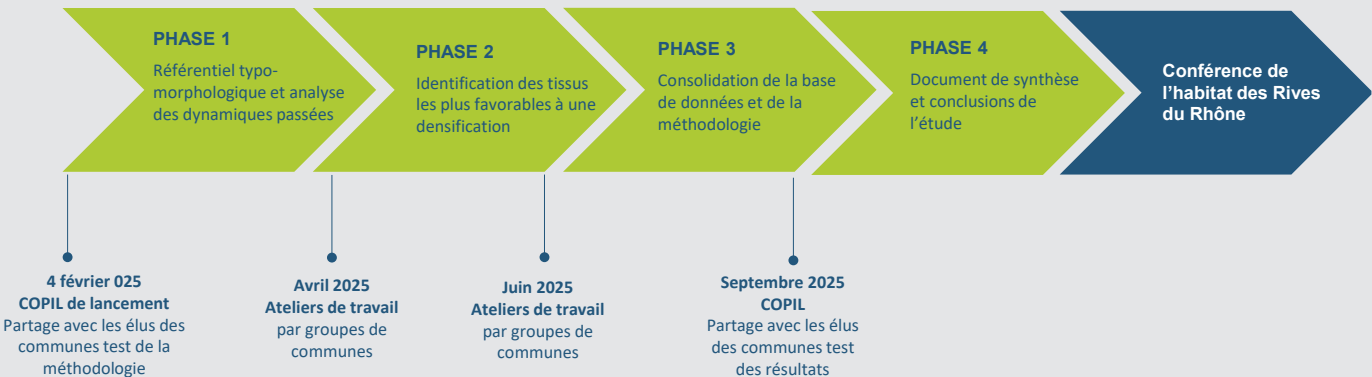 PHASE 1
Référentiel typo-
morphologique et analyse
des dynamiques passées
PHASE 2
Identification des tissus
les plus favorables à une
densification
PHASE 3
Consolidation de la base
de données et de la
méthodologie
PHASE 4
Document de synthèse
et conclusions de
l’étude
Conférence de
l’habitat des Rives
du Rhône
4 février 025
COPIL de lancement
Partage avec les élus des
communes test de la
méthodologie
Avril 2025
Ateliers de travail
par groupes de
communes
Juin 2025
Ateliers de travail
par groupes de
communes
Septembre 2025
COPIL
Partage avec les élus
des communes test
des résultats